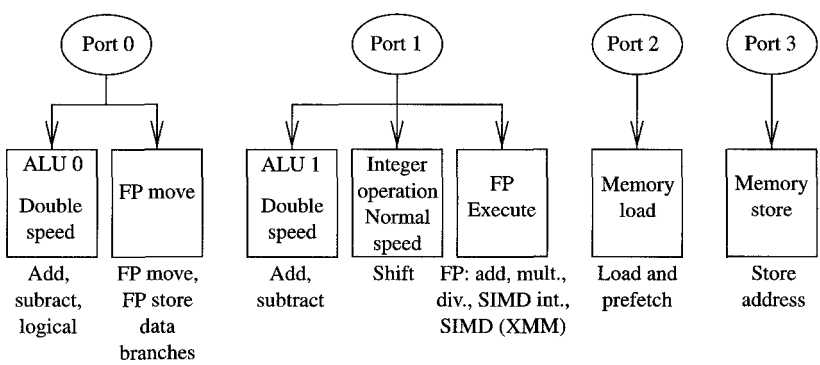 Port 0
Port 1
Port 2
Port 3
ALU 0
Double
speed
FP move
ALU 1
Double
speed
Integer
operation
Normal
speed
FP
Execute
Memory
load
Memory
store
Add,
subract,
logical
FP move,
FP store
data
branches
Add,
subtract
Shift
FP: add, mult.,
div., SIMD int.,
SIMD (XMM)
Load and
prefetch
Store
address